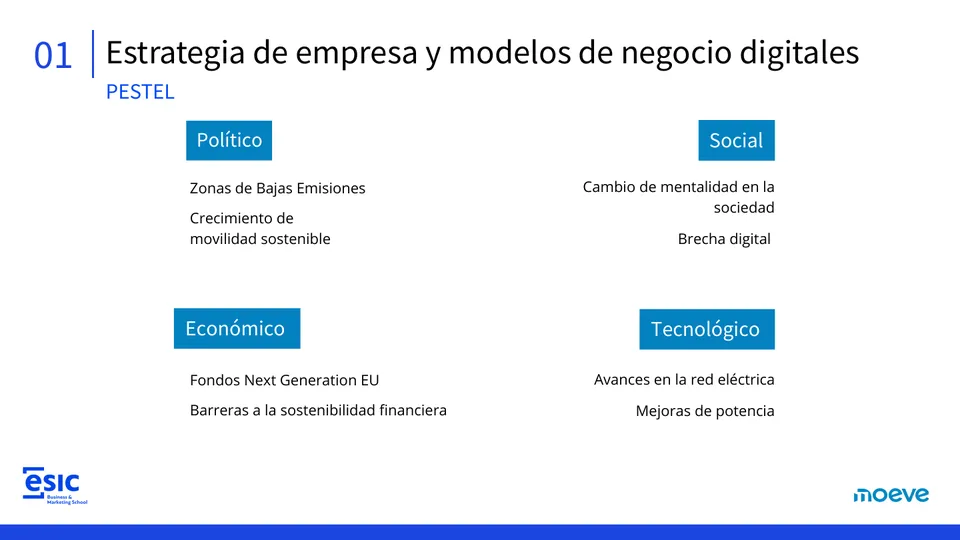 01
Estrategia de empresa y modelos de negocio digitales
PESTEL
Político
Zonas de Bajas Emisiones
Crecimiento de
movilidad sostenible
Social
Cambio de mentalidad en la
sociedad
Brecha digital
Económico
Fondos Next Generation EU
Barreras a la sostenibilidad financiera
Tecnológico
Avances en la red eléctrica
Mejoras de potencia
esic
Business &
Marketing School
moeve